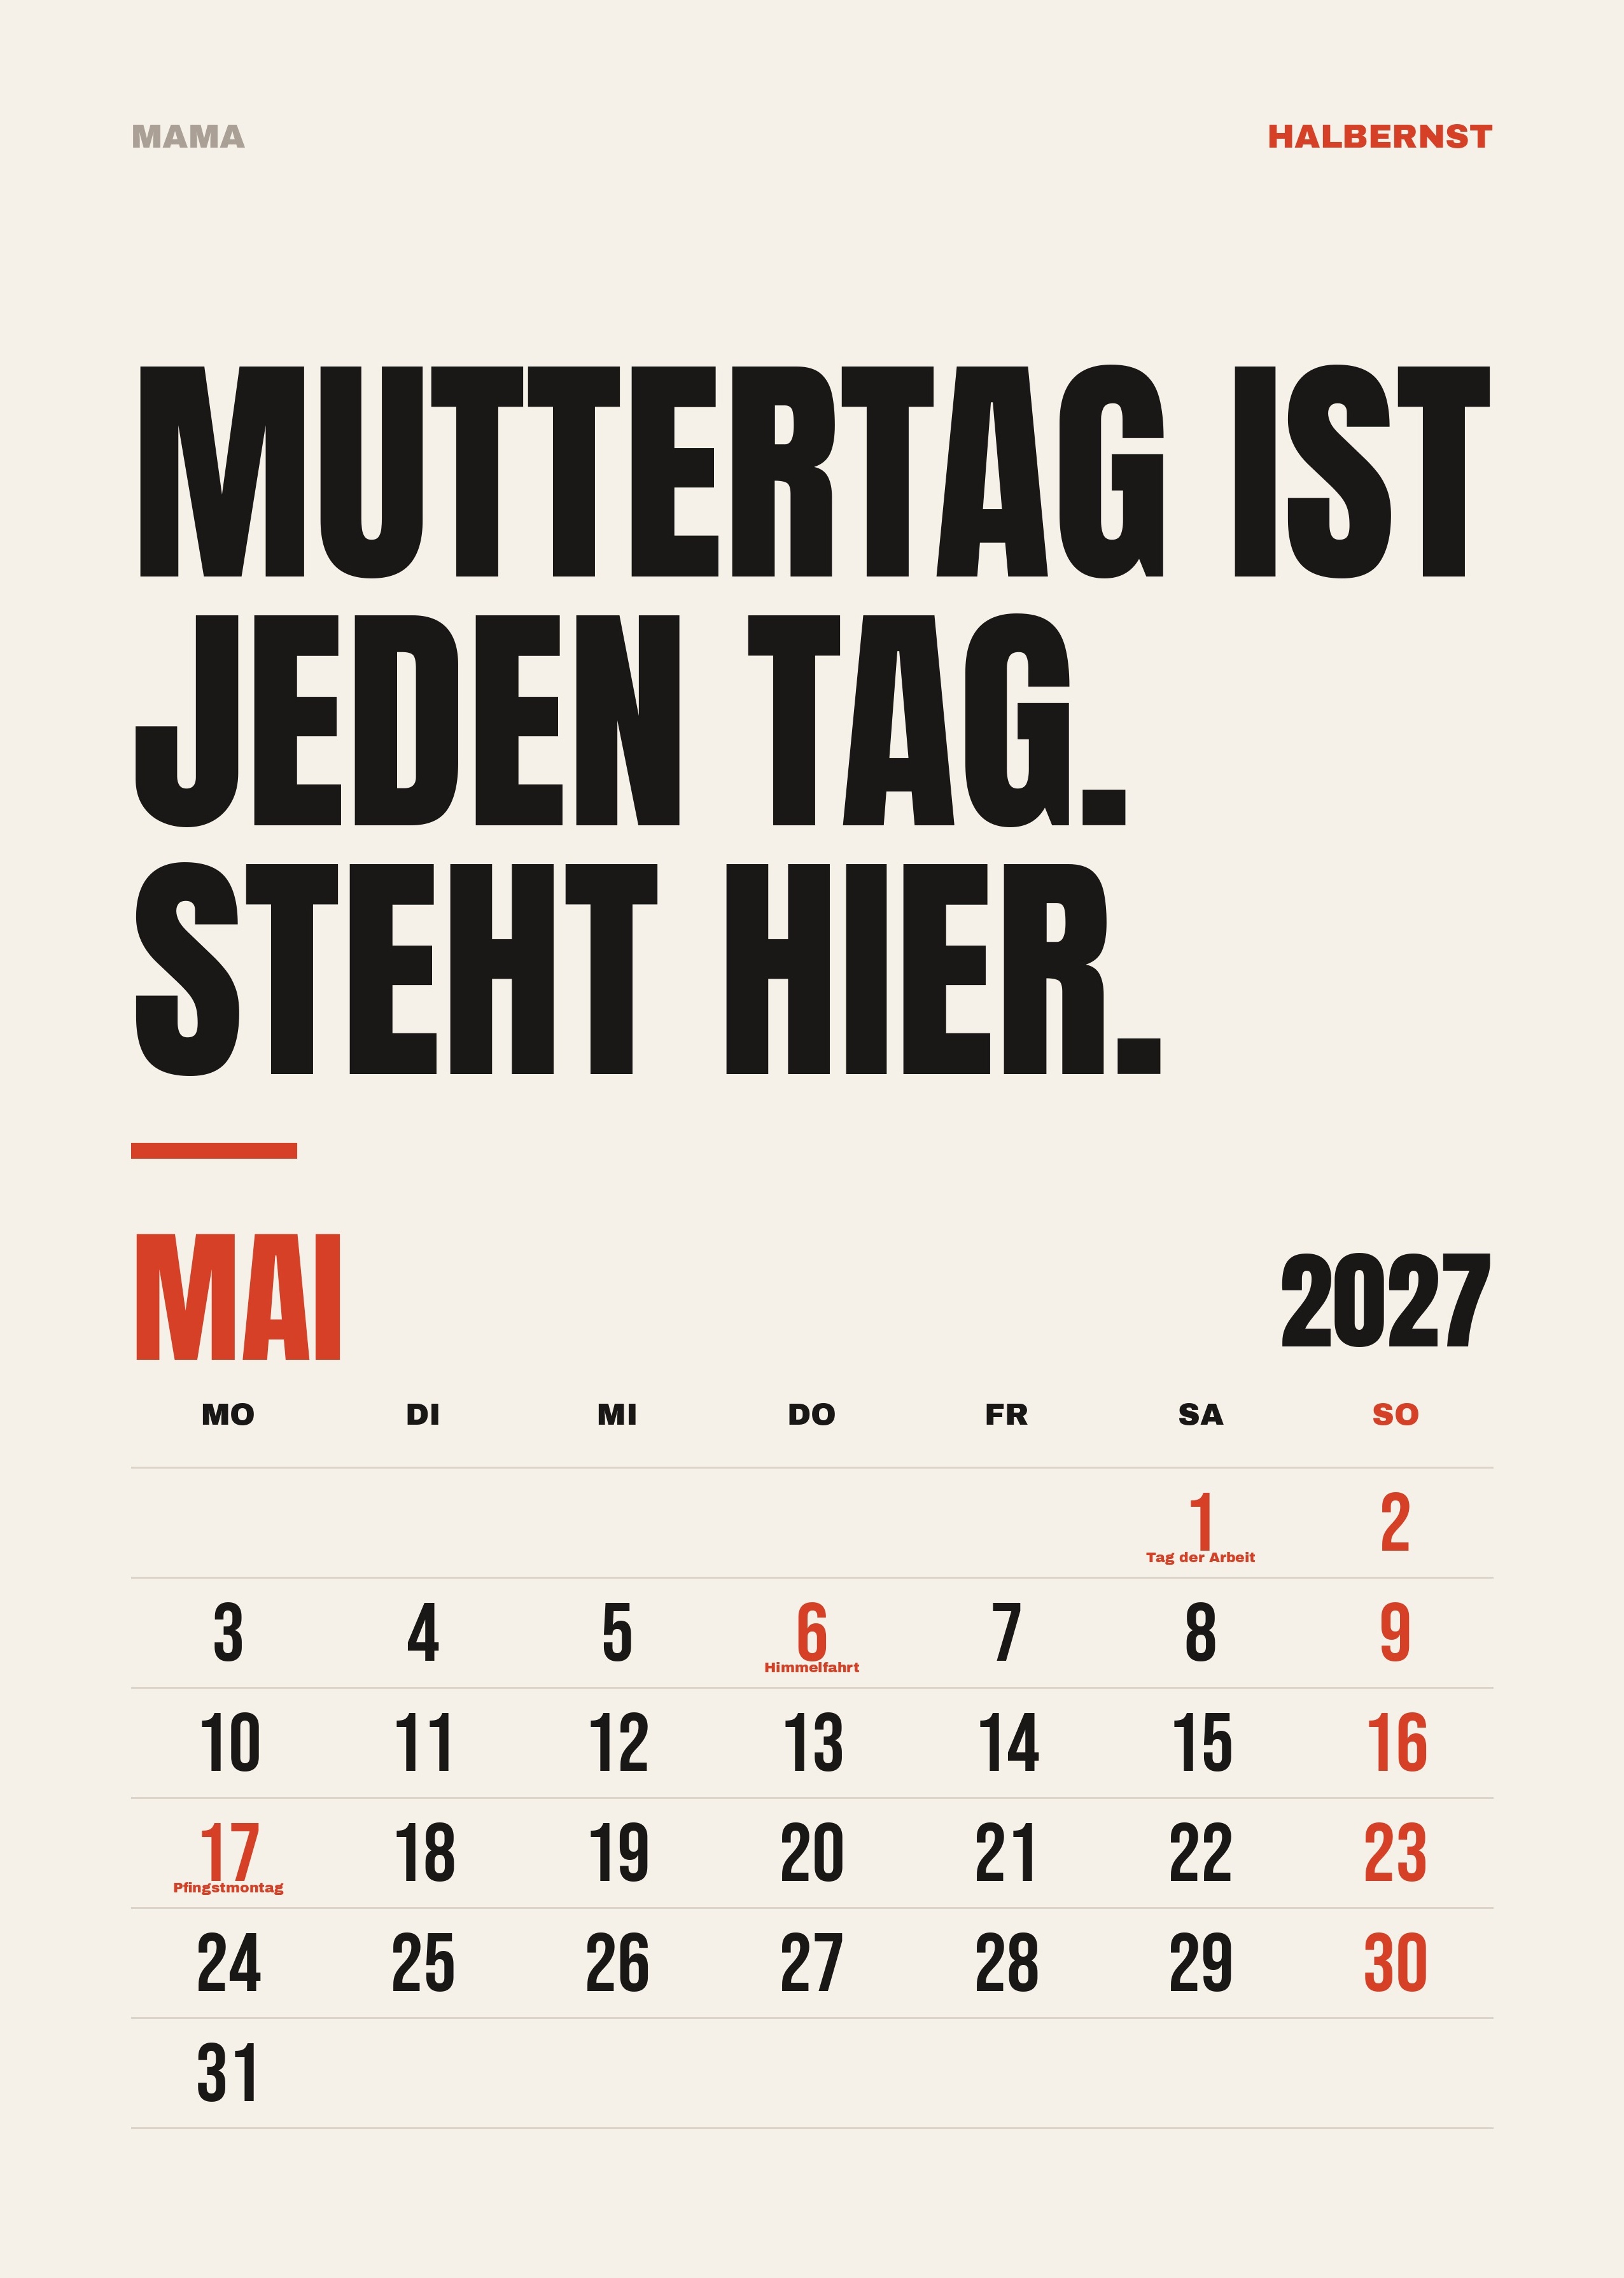 MAMA HALBERNST
MUTTERTAG IST
JEDEN TAG.
STEHT HIER.
MAI 2027
MO DI MI DO FR SA SO
1 2
Tag der Arbeit
3 4 5 6 7 8 9
Himmelfahrt
10 11 12 13 14 15 16
17 18 19 20 21 22 23
Pfingstmontag
24 25 26 27 28 29 30
31